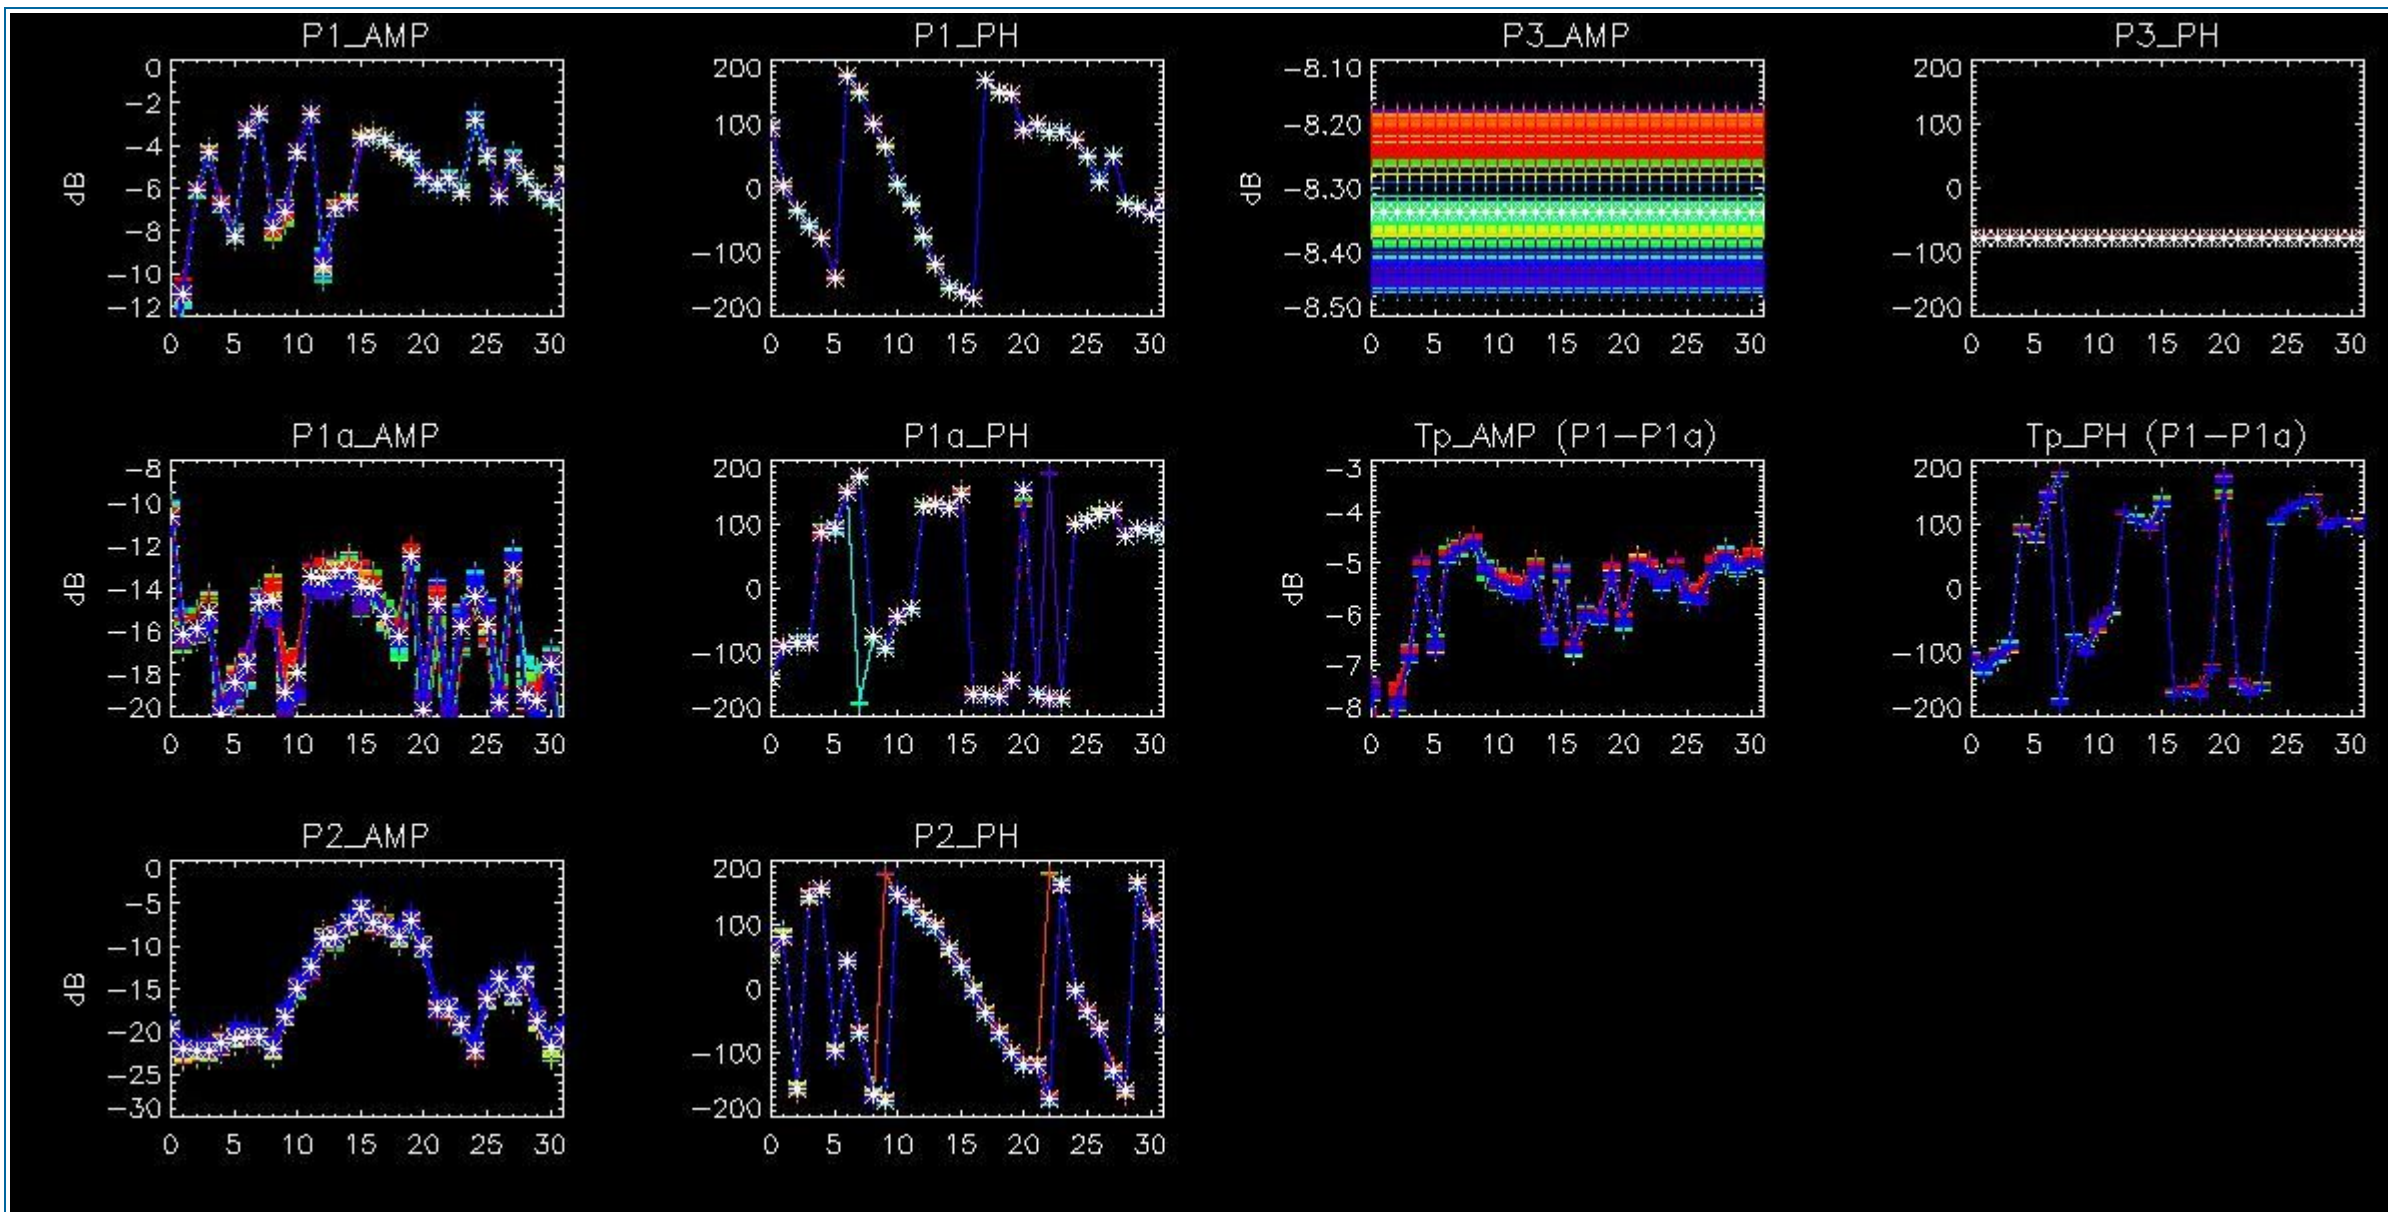 P1_AMP P1_PH P3_AMP P3_PH
0 200 -8.10 200
-2
100 -8.20 100
-4
dB -6 0 dB -8.30 0
-8
-100 -8.40 -100
-10
-12 -200 -8.50 -200
0 5 10 15 20 25 30 0 5 10 15 20 25 30 0 5 10 15 20 25 30 0 5 10 15 20 25 30
P1a_AMP P1a_PH Tp_AMP (P1-P1a) Tp_PH (P1-P1a)
-8 200 -3 200
-10
100 -4 100
-12
dB -14 0 dB -5 0
-16 -6
-100 -7 -100
-18
-20 -200 -8 -200
0 5 10 15 20 25 30 0 5 10 15 20 25 30 0 5 10 15 20 25 30 0 5 10 15 20 25 30
P2_AMP P2_PH
0 200
-5
100
-10
dB -15 0
-20
-100
-25
-30 -200
0 5 10 15 20 25 30 0 5 10 15 20 25 30